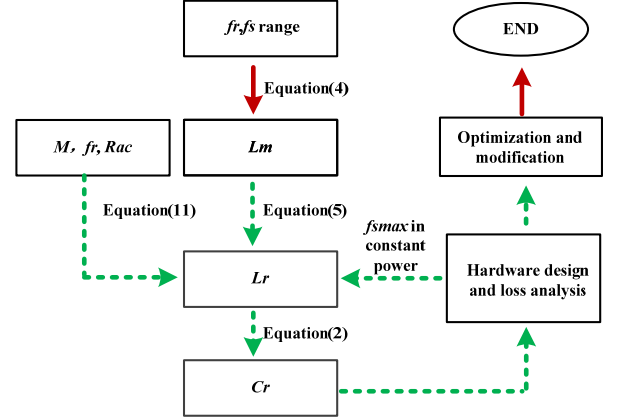 fr,fs range
END
Equation(4)
M，fr, Rac
Lm
Optimization and
modification
Equation(11)
Equation(5)
fsmax in
constant
power
Lr
Hardware design
and loss analysis
Equation(2)
Cr